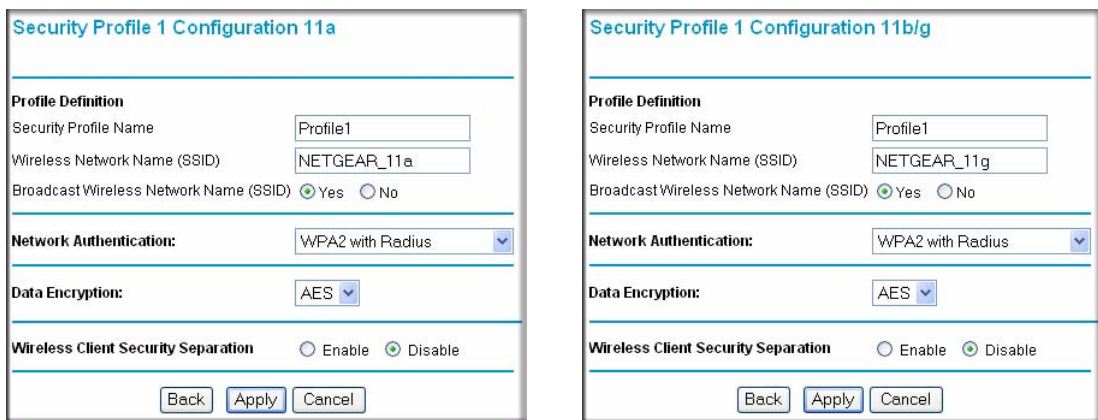 Security Profile 1 Configuration 11a
Profile Definition
Security Profile Name Profile1
Wireless Network Name (SSID) NETGEAR_11a
Broadcast Wireless Network Name (SSID) Yes No
Network Authentication: WPA2 with Radius
Data Encryption: AES
Wireless Client Security Separation Enable Disable
Back Apply Cancel
Security Profile 1 Configuration 11b/g
Profile Definition
Security Profile Name Profile1
Wireless Network Name (SSID) NETGEAR_11g
Broadcast Wireless Network Name (SSID) Yes No
Network Authentication: WPA2 with Radius
Data Encryption: AES
Wireless Client Security Separation Enable Disable
Back Apply Cancel